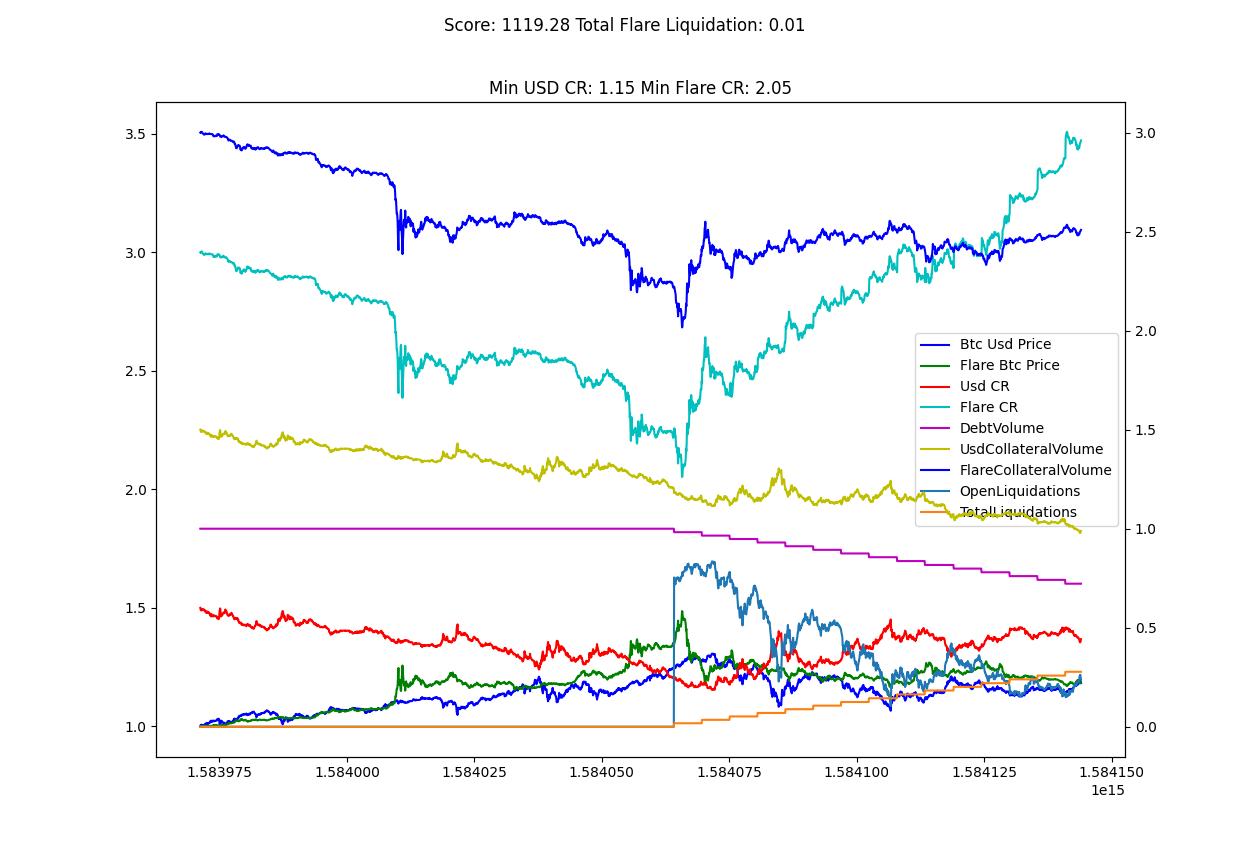 Score: 1119.28 Total Flare Liquidation: 0.01
Min USD CR: 1.15 Min Flare CR: 2.05
3.5
3.0
2.5
2.0
1.5
1.0
3.0
2.5
2.0
1.5
1.0
0.5
0.0
Btc Usd Price
Flare Btc Price
Usd CR
Flare CR
DebtVolume
UsdCollateralVolume
FlareCollateralVolume
OpenLiquidations
TotalLiquidations
1.583975 1.584000 1.584025 1.584050 1.584075 1.584100 1.584125 1.584150
1e15